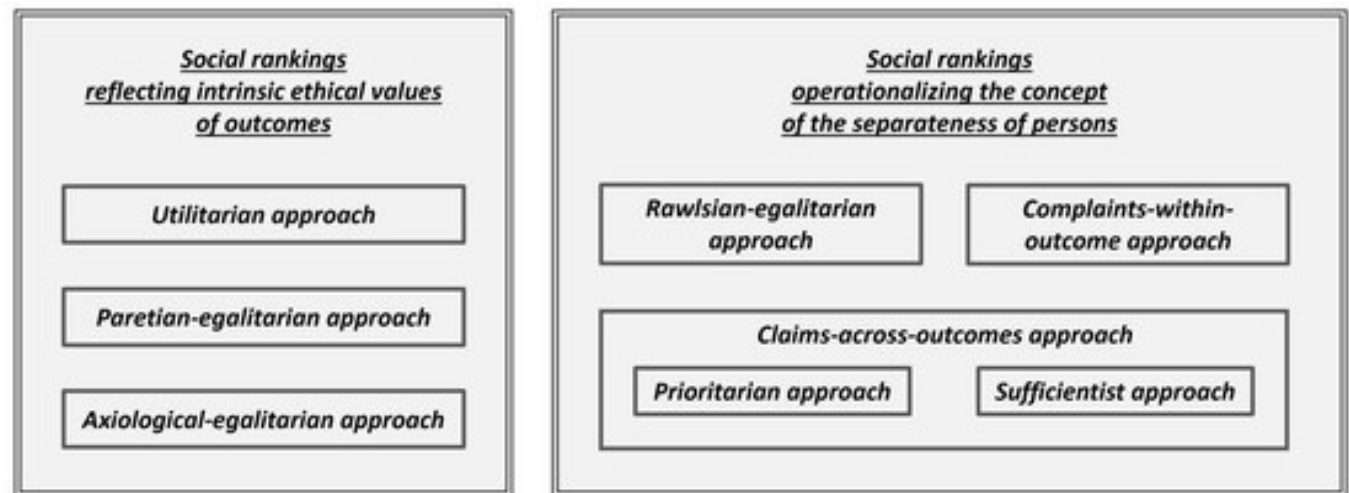 Social rankings
reflecting intrinsic ethical values
of outcomes
Utilitarian approach
Paretian-egalitarian approach
Axiological-egalitarian approach
Social rankings
operationalizing the concept
of the separateness of persons
Rawlsian-egalitarian
approach
Complaints-within-
outcome approach
Claims-across-outcomes approach
Prioritarian approach
Sufficientist approach